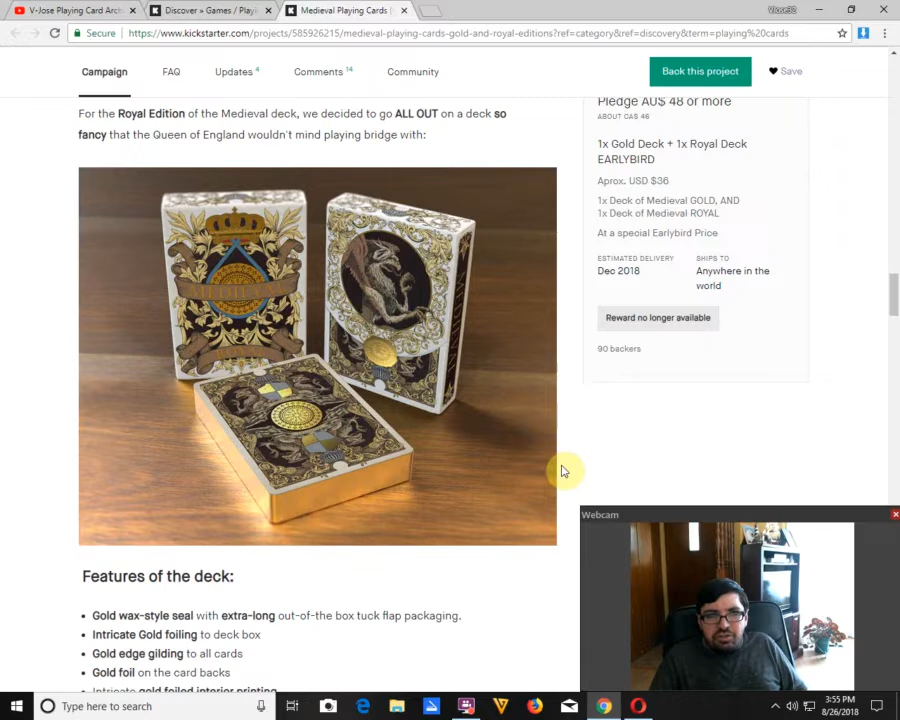 V-Jose Playing Card Arch
Discover » Games / Playi
Medieval Playing Cards
Vjose32
Secure
https://www.kickstarter.com/projects/585926215/medieval-playing-cards-gold-and-royal-editions?ref=category&ref=discovery&term=playing%20cards
Campaign
FAQ
Updates 4
Comments 14
Community
Back this project
Save
For the Royal Edition of the Medieval deck, we decided to go ALL OUT on a deck so
fancy that the Queen of England wouldn't mind playing bridge with:
MEDIEVAL
ROYAL
Pledge AU$ 48 or more
ABOUT CA$ 46
1x Gold Deck + 1x Royal Deck
EARLYBIRD
Aprox. USD $36
1x Deck of Medieval GOLD, AND
1x Deck of Medieval ROYAL
At a special Earlybird Price
ESTIMATED DELIVERY
Dec 2018
SHIPS TO
Anywhere in the
world
Reward no longer available
90 backers
Features of the deck:
Gold wax-style seal with extra-long out-of-the box tuck flap packaging.
Intricate Gold foiling to deck box
Gold edge gilding to all cards
Gold foil on the card backs
Intricate gold foiled interior printing
Webcam
Type here to search
3:55 PM
8/26/2018